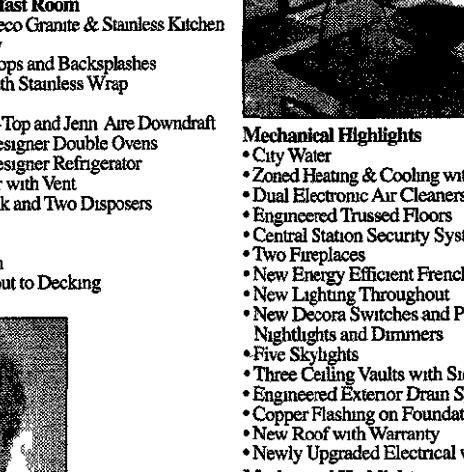 fast Room
eco Granite & Stainless Kitchen
ops and Backsplashes
th Stainless Wrap
-Top and Jenn Aire Downdraft
esigner Double Ovens
esigner Refrigerator
r with Vent
k and Two Disposers
n
out to Decking
Mechanical Highlights
• City Water
• Zoned Heating & Cooling wit
• Dual Electronic Air Cleaners
• Engineered Trussed Floors
• Central Station Security Syst
• Two Fireplaces
• New Energy Efficient French
• New Lighting Throughout
• New Decora Switches and P
Nightlights and Dimmers
• Five Skylights
• Three Ceiling Vaults with Sk
• Engineered Exterior Drain S
• Copper Flashing on Foundat
• New Roof with Warranty
• Newly Upgraded Electrical w